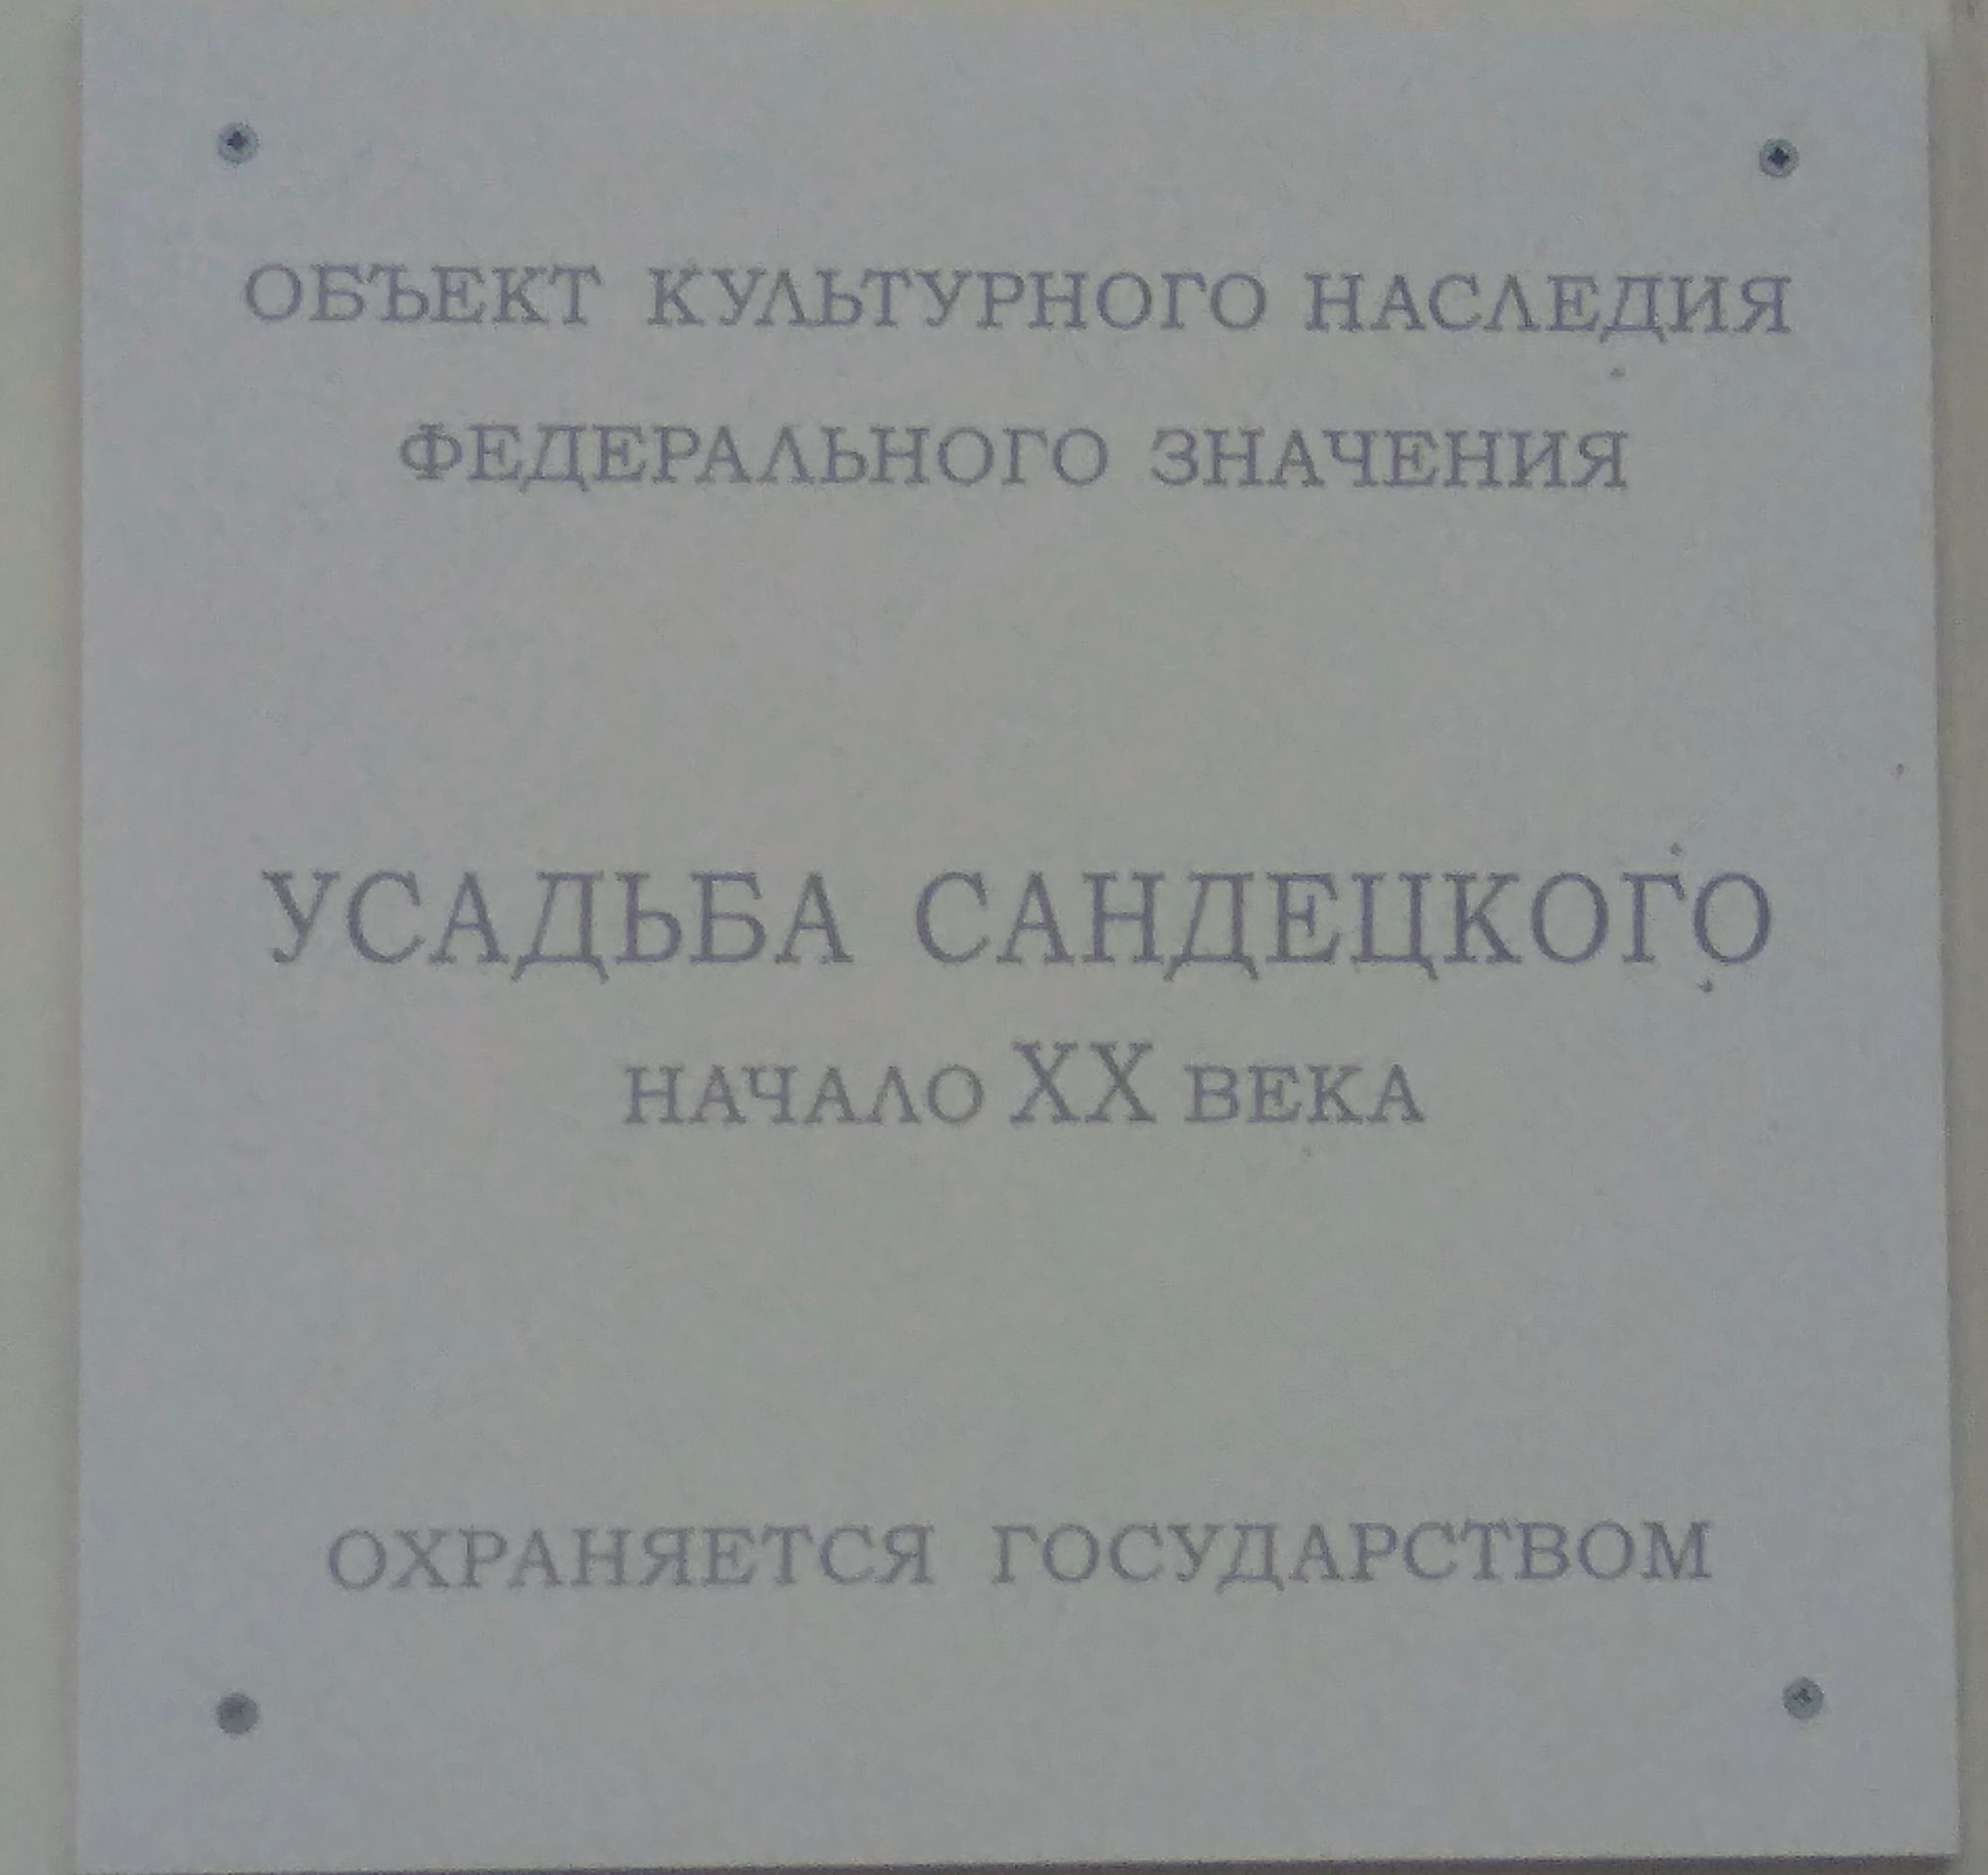 ОБЪЕКТ КУЛЬТУРНОГО НАСЛЕДИЯ
ФЕДЕРАЛЬНОГО ЗНАЧЕНИЯ
УСАДЬБА САНДЕЦКОГО
НАЧАЛО XX ВЕКА
ОХРАНЯЕТСЯ ГОСУДАРСТВОМ